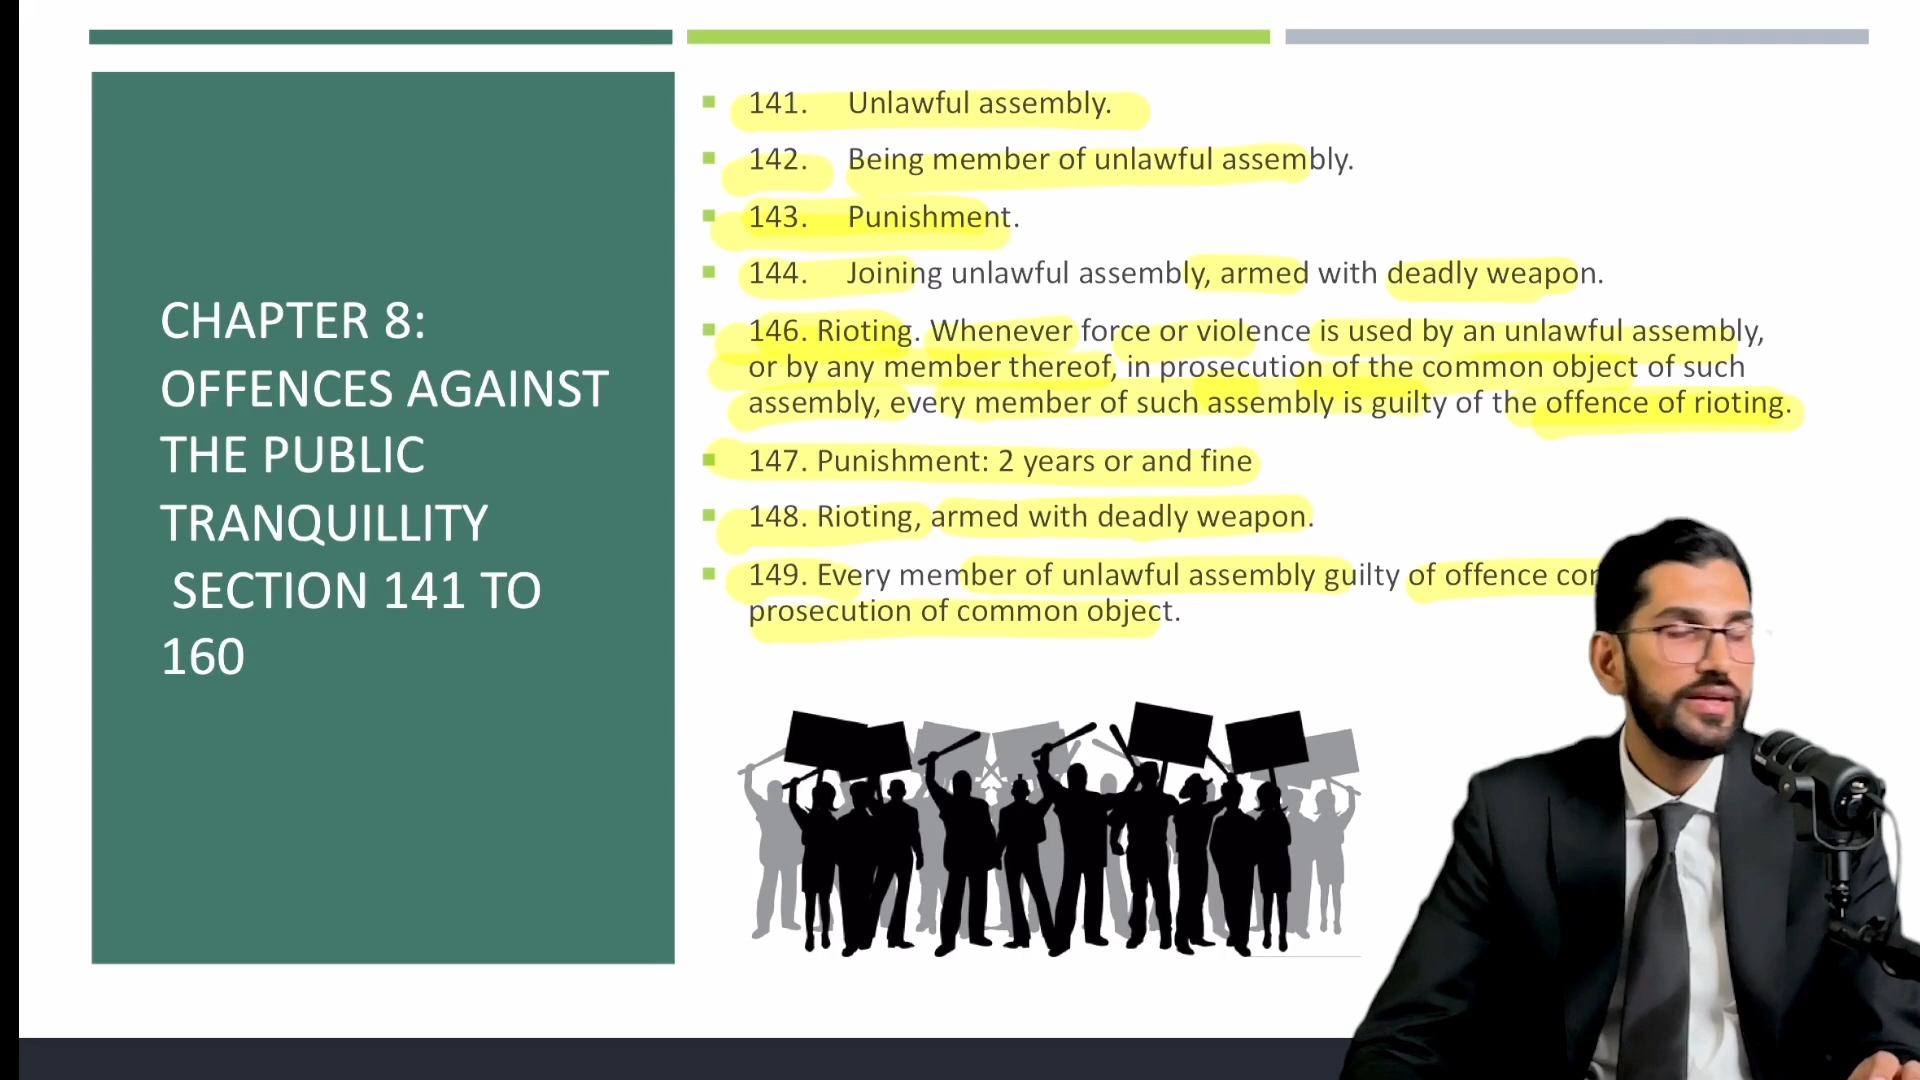 CHAPTER 8:
OFFENCES AGAINST
THE PUBLIC
TRANQUILLITY
SECTION 141 TO
160
141. Unlawful assembly.
142. Being member of unlawful assembly.
143. Punishment.
144. Joining unlawful assembly, armed with deadly weapon.
146. Rioting. Whenever force or violence is used by an unlawful assembly,
or by any member thereof, in prosecution of the common object of such
assembly, every member of such assembly is guilty of the offence of rioting.
147. Punishment: 2 years or and fine
148. Rioting, armed with deadly weapon.
149. Every member of unlawful assembly guilty of offence
prosecution of common object.